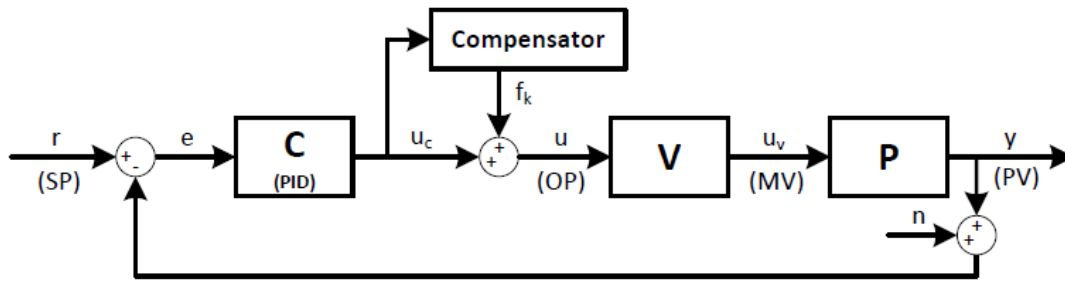 Compensator
f_k
r
(SP)
+
-
e
C
(PID)
u_c
+
+
u
(OP)
V
u_v
(MV)
P
y
(PV)
n
+
+